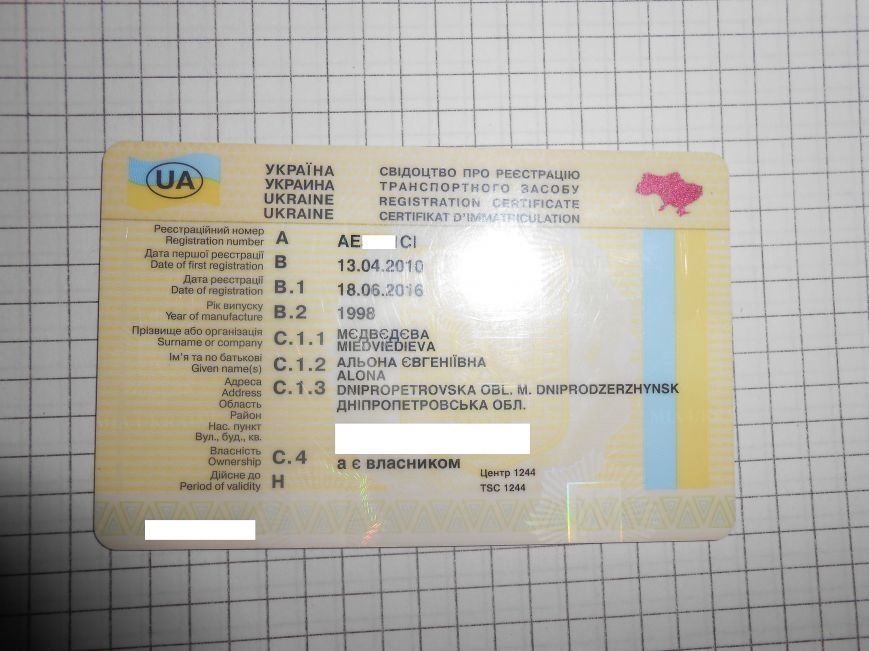 UA
УКРАЇНА
УКРАИНА
UKRAINE
UKRAINE
СВІДОЦТВО ПРО РЕЄСТРАЦІЮ
ТРАНСПОРТНОГО ЗАСОБУ
REGISTRATION CERTIFICATE
CERTIFIKAT D'IMMATRICULATION
Реєстраційний номер
Registration number A AE CI
Дата першої реєстрації
Date of first registration B 13.04.2010
Дата реєстрації
Date of registration B.1 18.06.2016
Рік випуску
Year of manufacture B.2 1998
Прізвище або організація C.1.1 МЄДВЄДЄВА
Surname or company MIEDVIEDIEVA
Ім'я та по батькові C.1.2 АЛЬОНА ЄВГЕНІЇВНА
Given name(s) ALONA
Адреса
Address C.1.3 DNIPROPETROVSKA OBL. M. DNIPRODZERZHYNSK
Область ДНІПРОПЕТРОВСЬКА ОБЛ.
Район
Нас. пункт
Вул., буд., кв.
Власність
Ownership C.4 а є власником
Дійсне до
Period of validity H
Центр 1244
TSC 1244